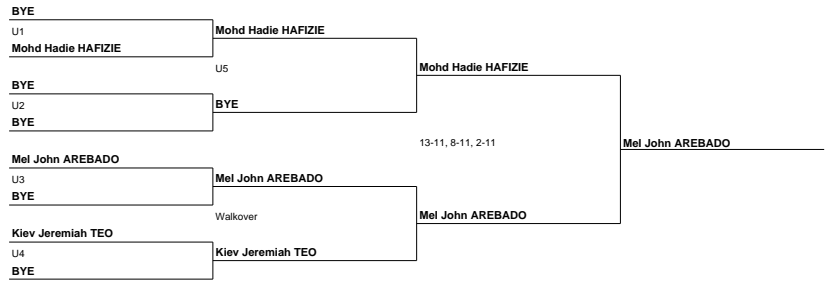 BYE
U1
Mohd Hadie HAFIZIE
Mohd Hadie HAFIZIE
U5
BYE
U2
BYE
BYE
Mohd Hadie HAFIZIE
13-11, 8-11, 2-11
Mel John AREBADO
Mel John AREBADO
U3
BYE
Mel John AREBADO
Walkover
Mel John AREBADO
Kiev Jeremiah TEO
U4
BYE
Kiev Jeremiah TEO